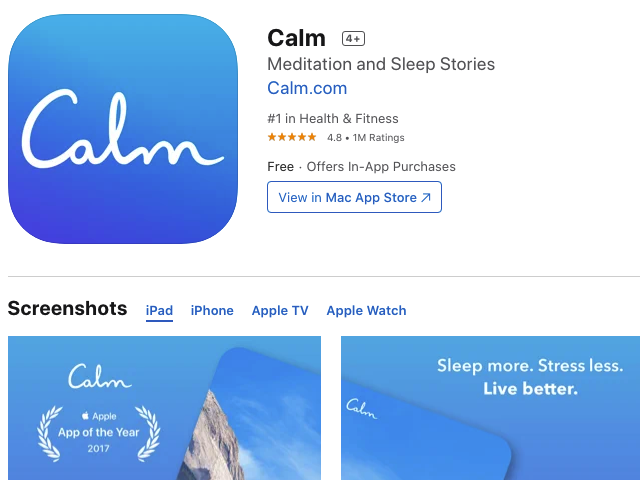 Calm
Calm 4+
Meditation and Sleep Stories
Calm.com
#1 in Health & Fitness
★★★★★ 4.8 • 1M Ratings
Free · Offers In-App Purchases
View in Mac App Store ↗
Screenshots iPad iPhone Apple TV Apple Watch
Calm
Apple
App of the Year
2017
Calm
Sleep more. Stress less.
Live better.